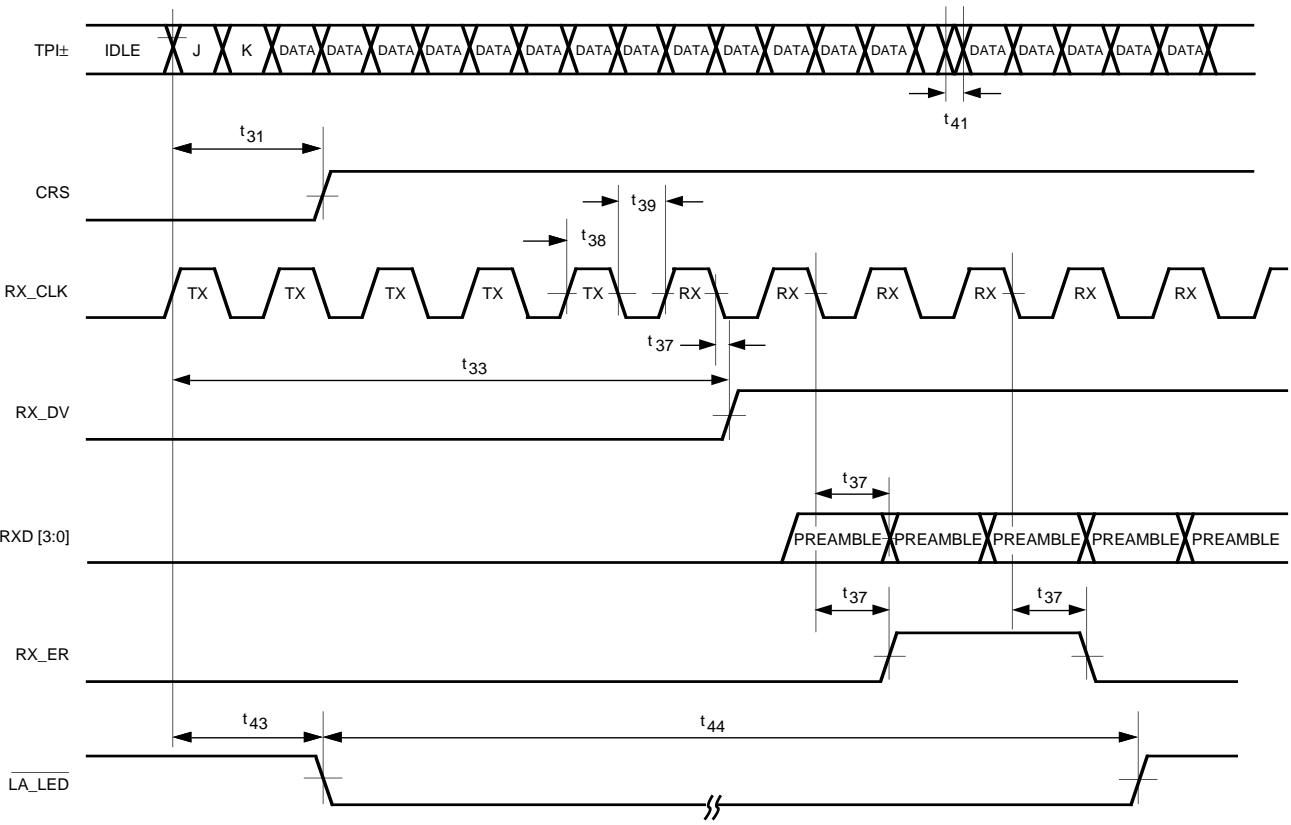 TPI± IDLE J K DATA DATA DATA DATA DATA DATA DATA DATA DATA DATA DATA DATA DATA DATA DATA DATA DATA DATA
t41
t31
CRS
t39
t38
RX_CLK TX TX TX TX TX RX RX RX RX RX RX
t37
t33
RX_DV
t37
RXD [3:0] PREAMBLE PREAMBLE PREAMBLE PREAMBLE PREAMBLE
t37 t37
RX_ER
t43 t44
LA_LED